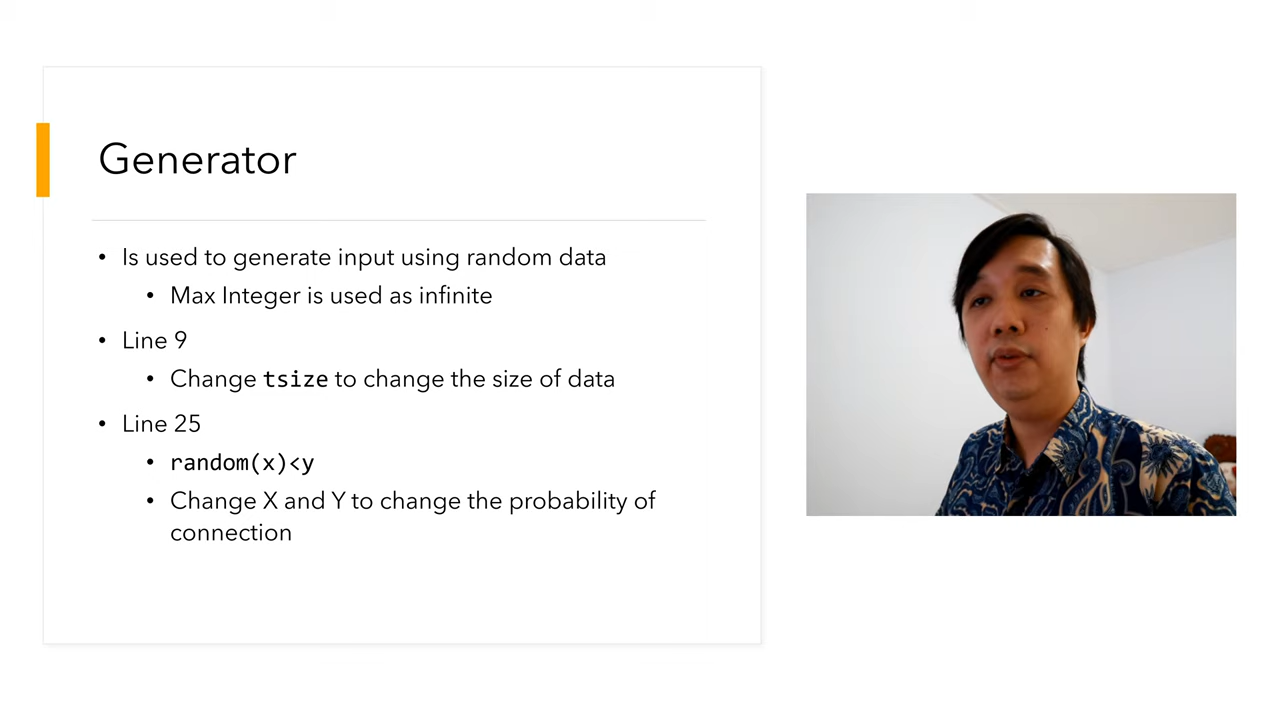 Generator
• Is used to generate input using random data
• Max Integer is used as infinite
• Line 9
• Change tsize to change the size of data
• Line 25
• random(x)<y
• Change X and Y to change the probability of
connection